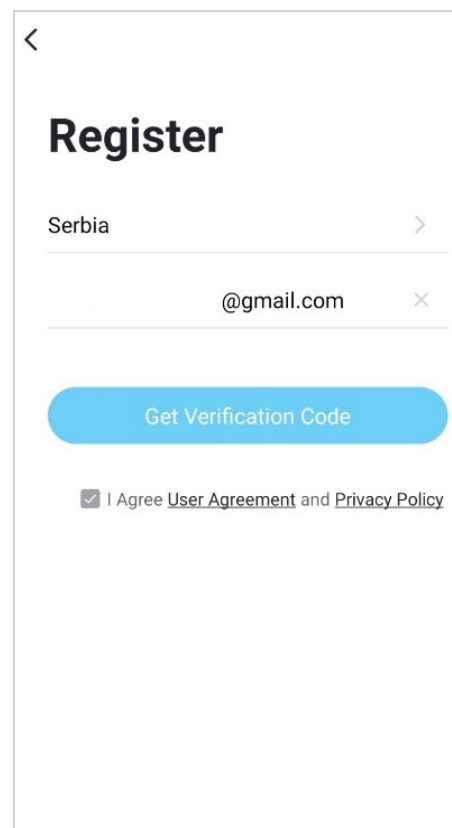 Register
Serbia
@gmail.com
Get Verification Code
I Agree User Agreement and Privacy Policy